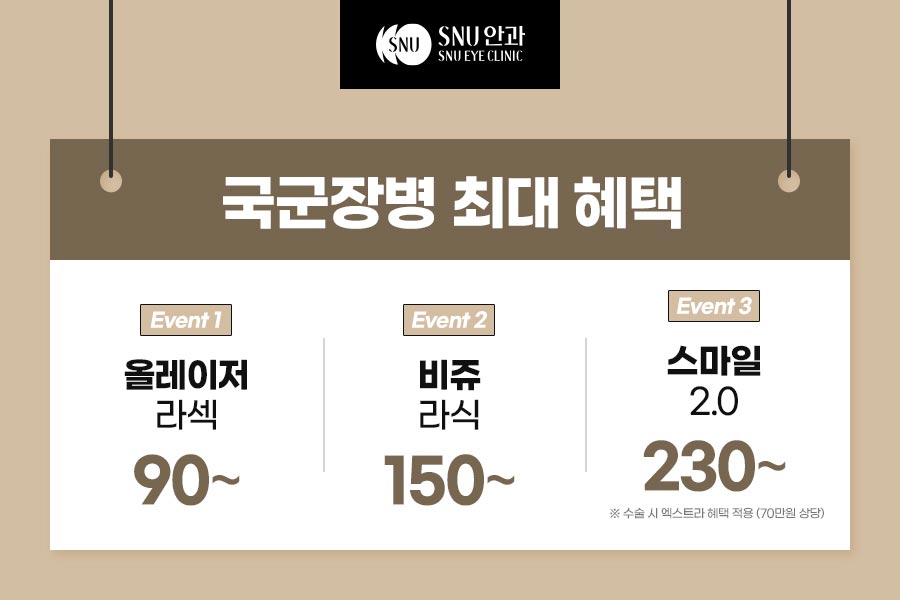 SNU
SNU 안과
SNU EYE CLINIC
국군장병 최대 혜택
Event 1
올레이저
라섹
90~
Event 2
비쥬
라식
150~
Event 3
스마일
2.0
230~
※ 수술 시 엑스트라 혜택 적용 (70만원 상당)